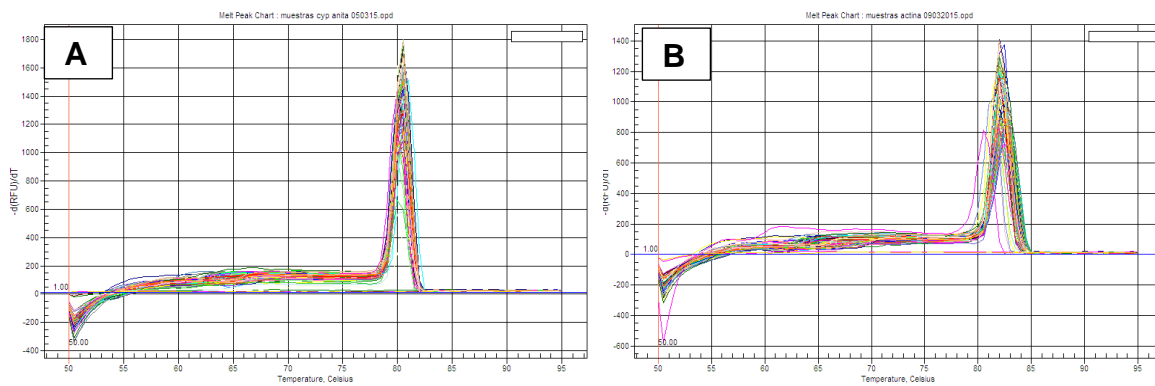 Melt Peak Chart : muestras cyp anita 050315.opd
A
1800
1600
1400
1200
1000
800
600
400
200
0
-200
-400
-d(RFU)/dT
1.00
50.00
50 55 60 65 70 75 80 85 90 95
Temperature, Celsius
Melt Peak Chart : muestras actina 09032015.opd
B
1400
1200
1000
800
600
400
200
0
-200
-400
-600
-d(RFU)/dT
1.00
50.00
50 55 60 65 70 75 80 85 90 95
Temperature, Celsius